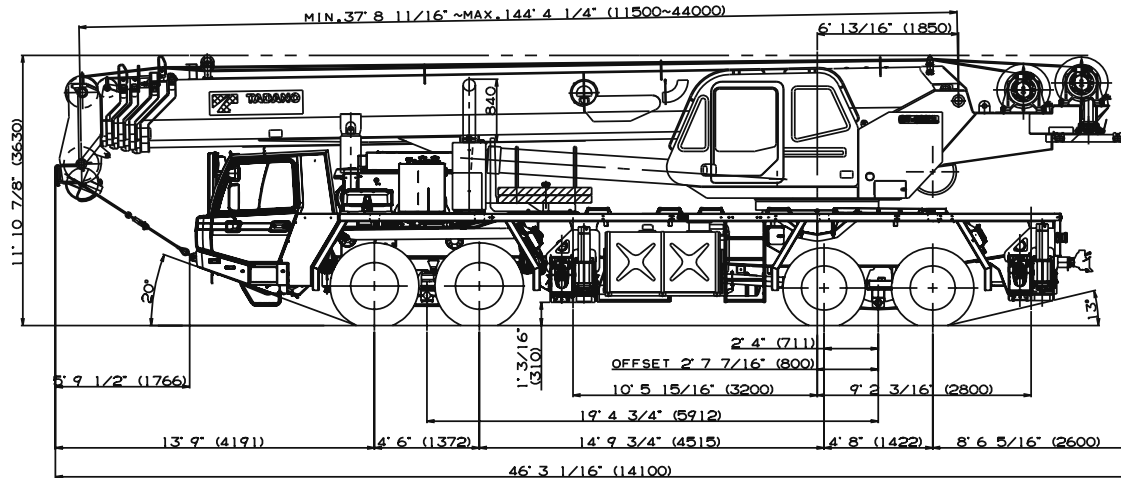 MIN.37' 8 11/16" ~MAX.144' 4 1/4" (11500~44000)
6' 13/16" (1850)
TADANO
840
11' 10 7/8" (3630)
20°
13°
1' 3/16"
(310)
2' 4" (711)
OFFSET 2' 7 7/16" (800)
5' 9 1/2" (1766)
10' 5 15/16" (3200)
9' 2 3/16" (2800)
19' 4 3/4" (5912)
13' 9" (4191)
4' 6" (1372)
14' 9 3/4" (4515)
4' 8" (1422)
8' 6 5/16" (2600)
46' 3 1/16" (14100)